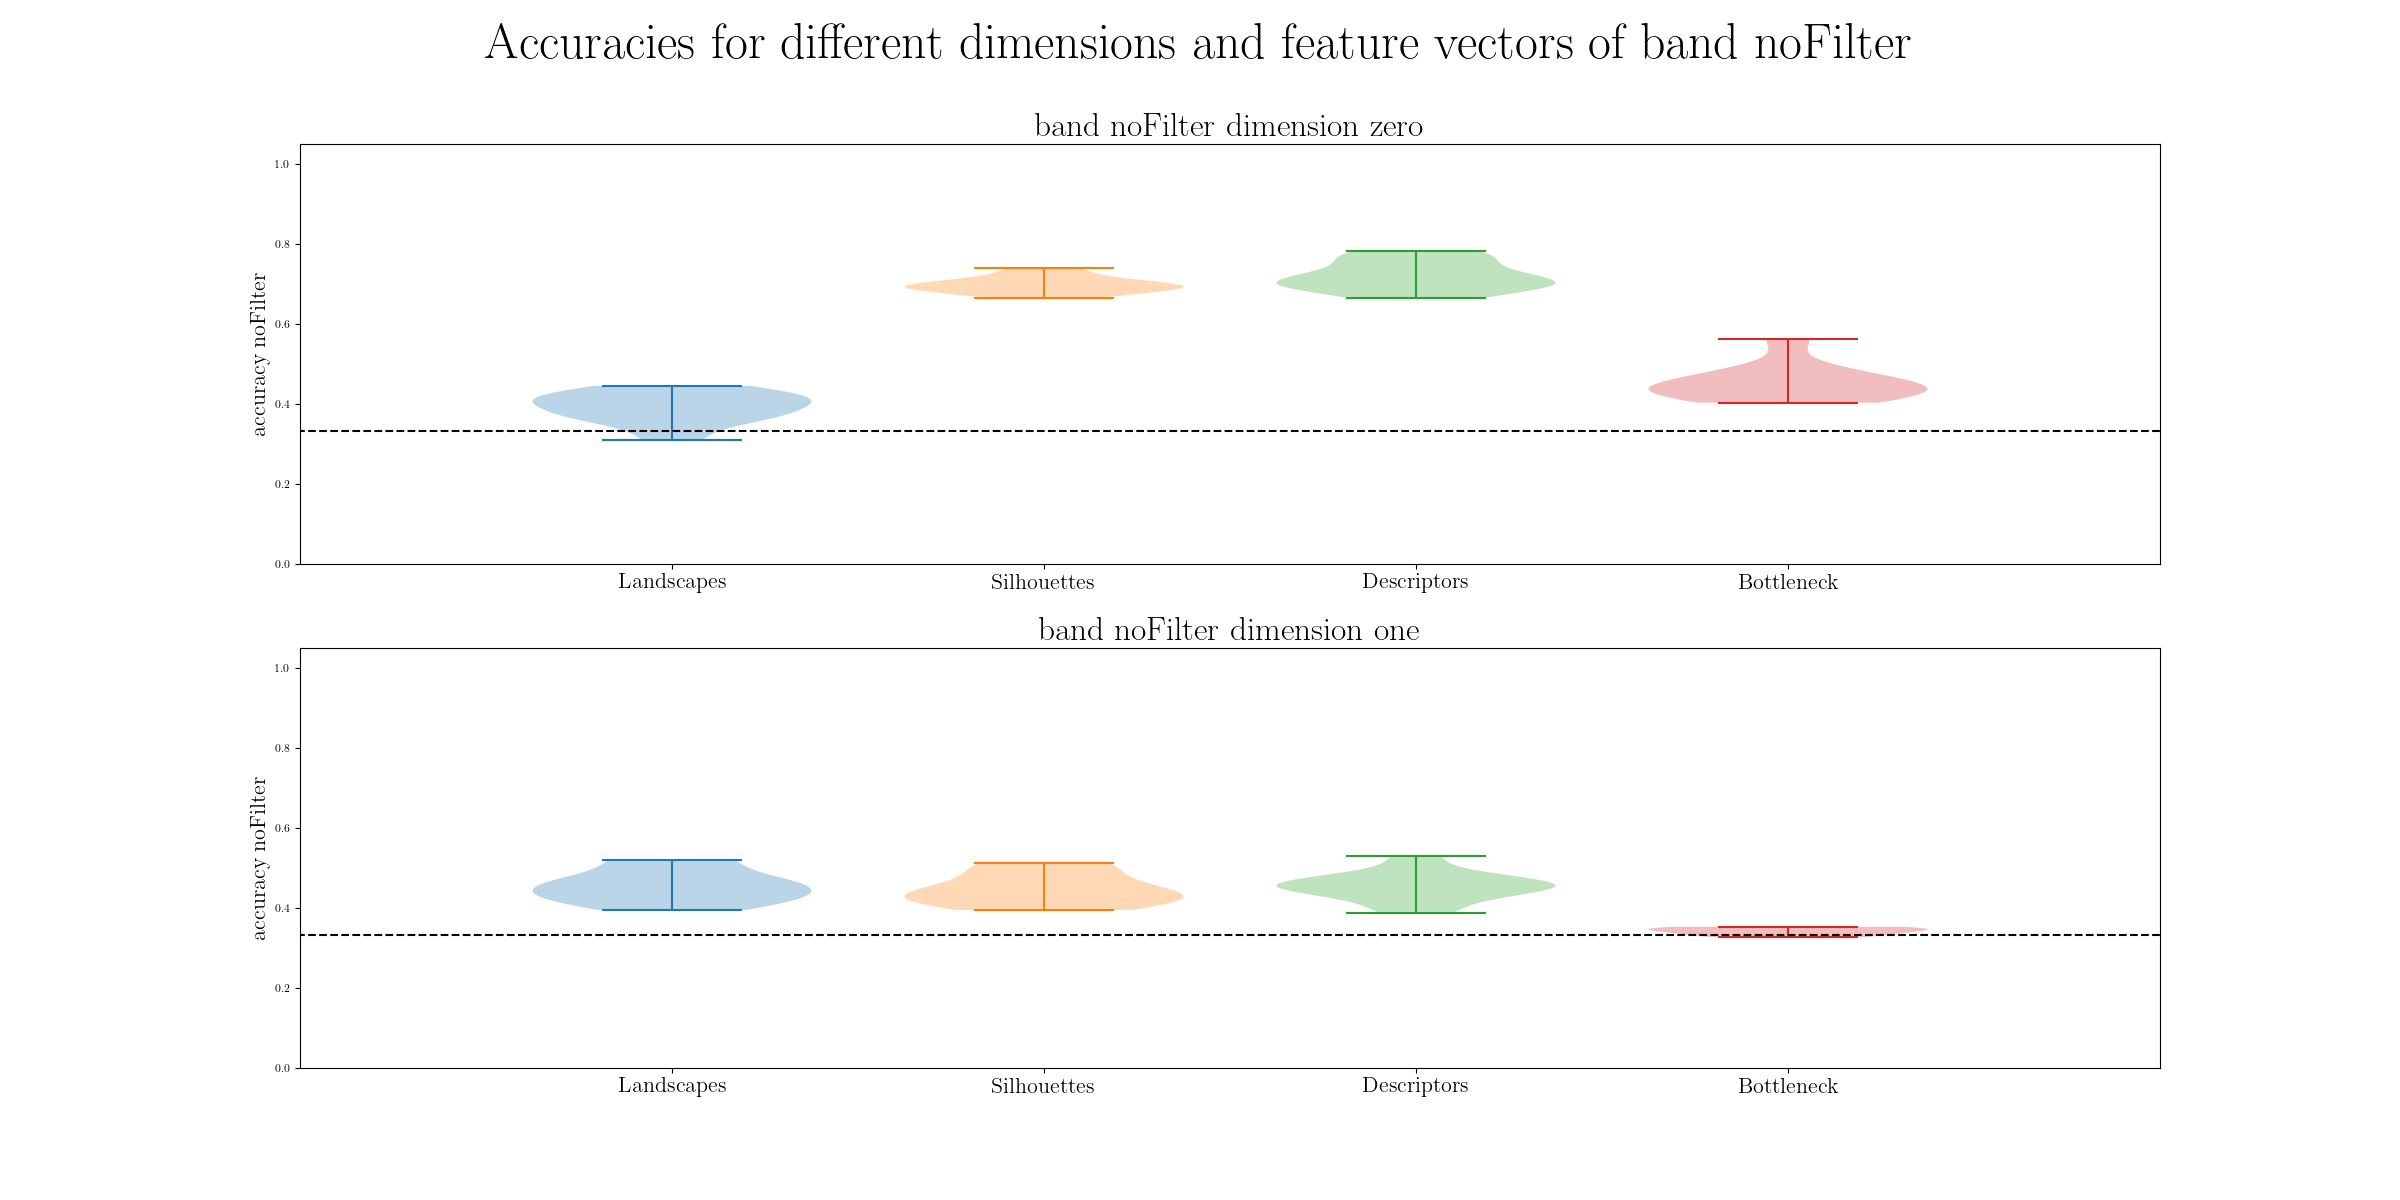 Accuracies for different dimensions and feature vectors of band noFilter
band noFilter dimension zero
accuracy noFilter
1.0
0.8
0.6
0.4
0.2
0.0
Landscapes Silhouettes Descriptors Bottleneck
band noFilter dimension one
accuracy noFilter
1.0
0.8
0.6
0.4
0.2
0.0
Landscapes Silhouettes Descriptors Bottleneck